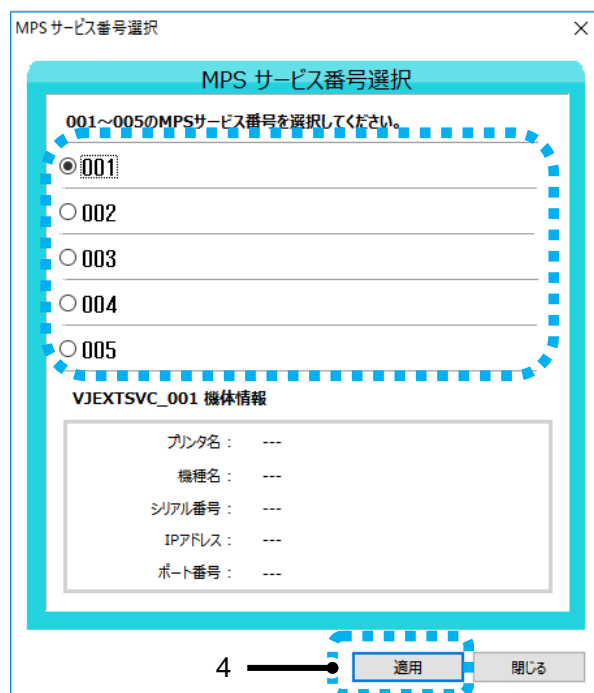 MPS サービス番号選択
MPS サービス番号選択
001～005のMPSサービス番号を選択してください。
001
002
003
004
005
VJEXTSVC_001 機体情報
プリンタ名： ---
機種名： ---
シリアル番号： ---
IPアドレス： ---
ポート番号： ---
4 適用 閉じる